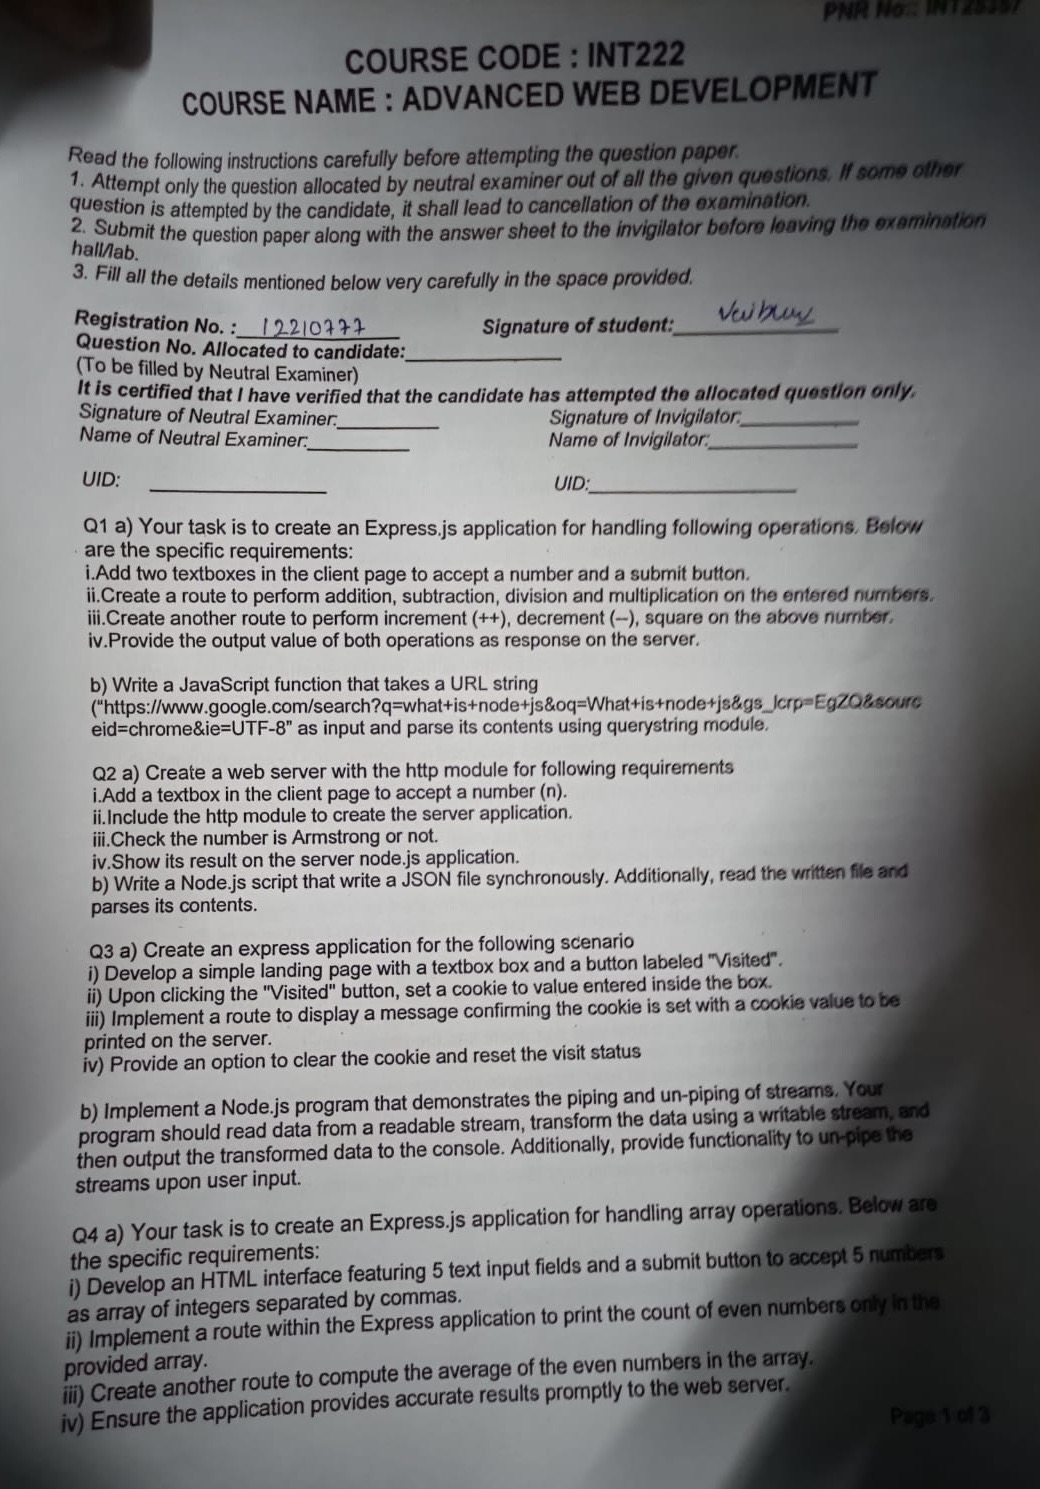 PNR No:: INT28357
COURSE CODE : INT222
COURSE NAME : ADVANCED WEB DEVELOPMENT
Read the following instructions carefully before attempting the question paper.
1. Attempt only the question allocated by neutral examiner out of all the given questions. If some other
question is attempted by the candidate, it shall lead to cancellation of the examination.
2. Submit the question paper along with the answer sheet to the invigilator before leaving the examination
hall/lab.
3. Fill all the details mentioned below very carefully in the space provided.
Registration No. : 12210777 Signature of student:
Question No. Allocated to candidate:
(To be filled by Neutral Examiner)
It is certified that I have verified that the candidate has attempted the allocated question only.
Signature of Neutral Examiner: Signature of Invigilator:
Name of Neutral Examiner: Name of Invigilator:
UID: UID:
Q1 a) Your task is to create an Express.js application for handling following operations. Below
are the specific requirements:
i.Add two textboxes in the client page to accept a number and a submit button.
ii.Create a route to perform addition, subtraction, division and multiplication on the entered numbers.
iii.Create another route to perform increment (++), decrement (--), square on the above number.
iv.Provide the output value of both operations as response on the server.
b) Write a JavaScript function that takes a URL string
("https://www.google.com/search?q=what+is+node+js&oq=What+is+node+js&gs_lcrp=EgZQ&sourc
eid=chrome&ie=UTF-8" as input and parse its contents using querystring module.
Q2 a) Create a web server with the http module for following requirements
i.Add a textbox in the client page to accept a number (n).
ii.Include the http module to create the server application.
iii.Check the number is Armstrong or not.
iv.Show its result on the server node.js application.
b) Write a Node.js script that write a JSON file synchronously. Additionally, read the written file and
parses its contents.
Q3 a) Create an express application for the following scenario
i) Develop a simple landing page with a textbox box and a button labeled "Visited".
ii) Upon clicking the "Visited" button, set a cookie to value entered inside the box.
iii) Implement a route to display a message confirming the cookie is set with a cookie value to be
printed on the server.
iv) Provide an option to clear the cookie and reset the visit status
b) Implement a Node.js program that demonstrates the piping and un-piping of streams. Your
program should read data from a readable stream, transform the data using a writable stream, and
then output the transformed data to the console. Additionally, provide functionality to un-pipe the
streams upon user input.
Q4 a) Your task is to create an Express.js application for handling array operations. Below are
the specific requirements:
i) Develop an HTML interface featuring 5 text input fields and a submit button to accept 5 numbers
as array of integers separated by commas.
ii) Implement a route within the Express application to print the count of even numbers only in the
provided array.
iii) Create another route to compute the average of the even numbers in the array.
iv) Ensure the application provides accurate results promptly to the web server.
Page 1 of 3